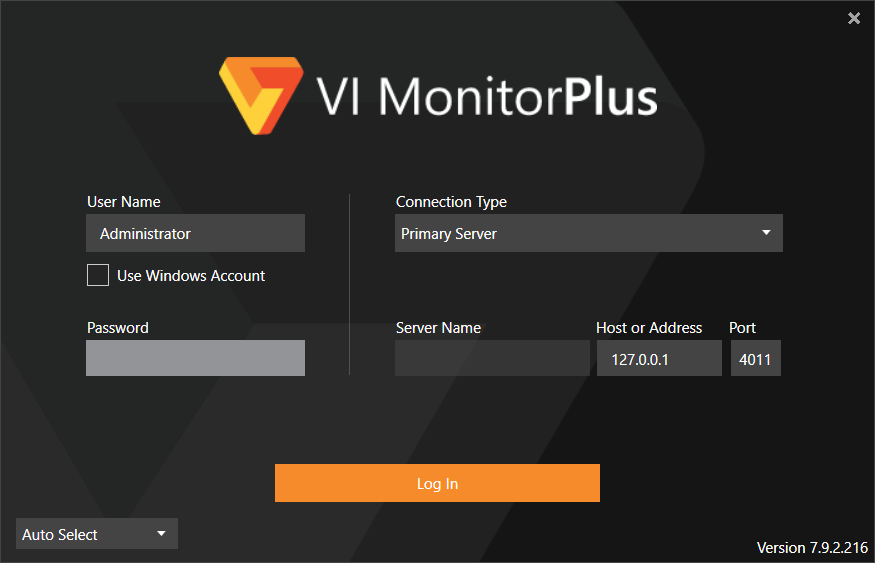 VI MonitorPlus
User Name
Administrator
Use Windows Account
Password
Connection Type
Primary Server
Server Name
Host or Address
127.0.0.1
Port
4011
Log In
Auto Select
Version 7.9.2.216